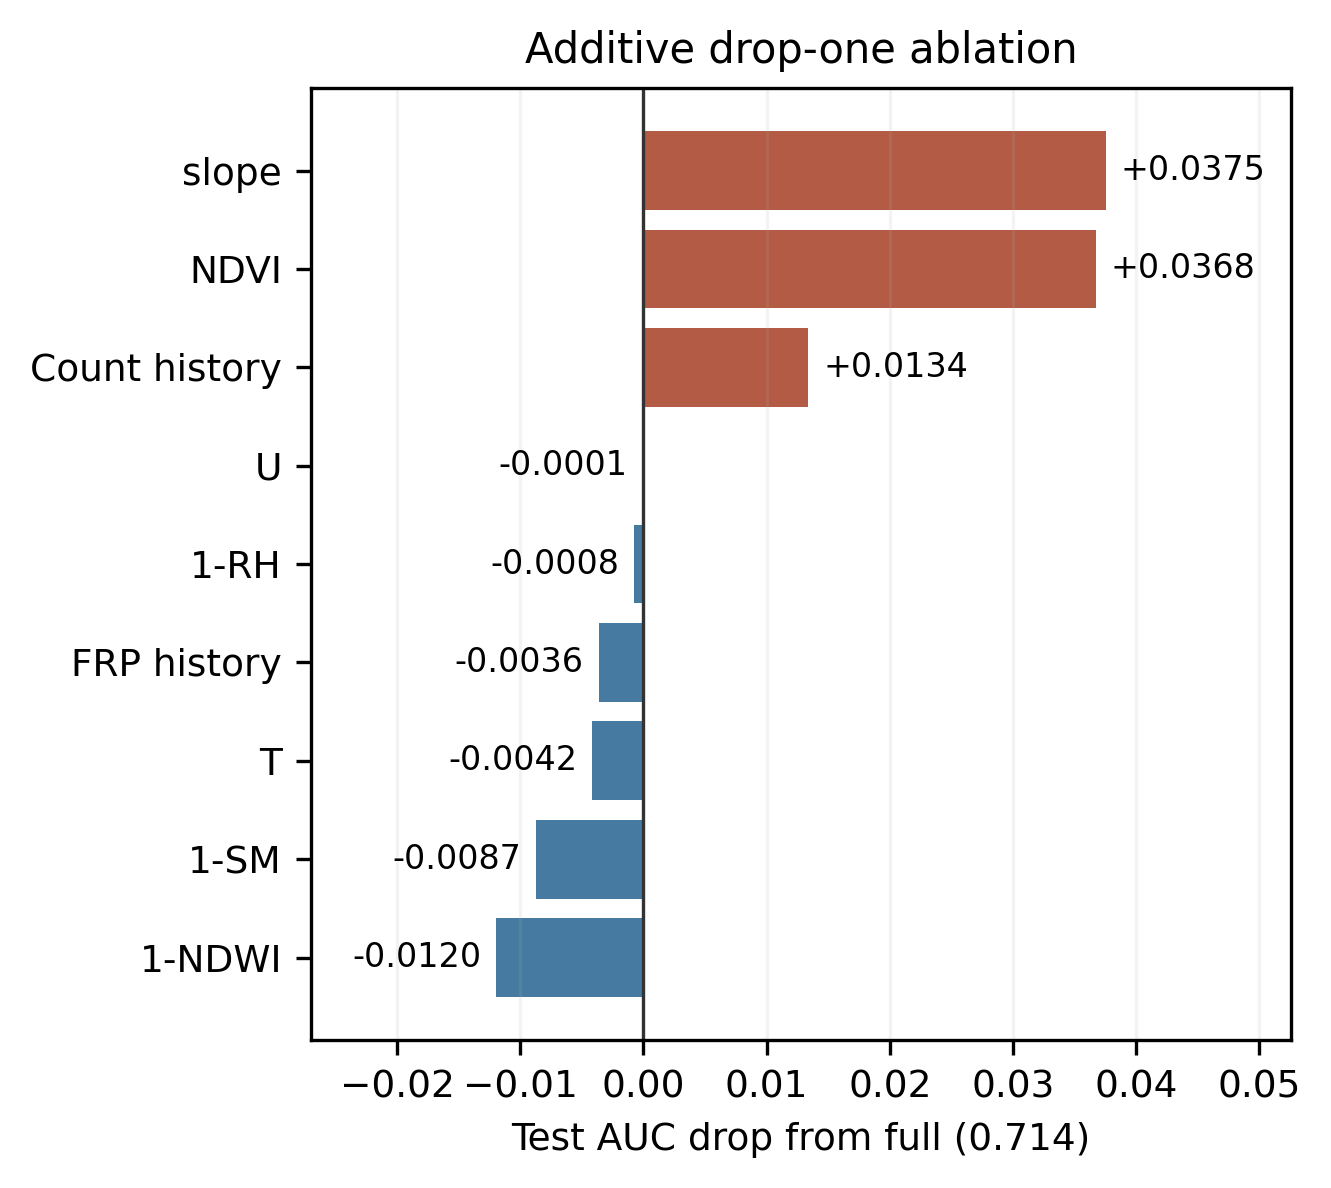 Additive drop-one ablation
slope
+0.0375
NDVI
+0.0368
Count history
+0.0134
U
-0.0001
1-RH
-0.0008
FRP history
-0.0036
T
-0.0042
1-SM
-0.0087
1-NDWI
-0.0120
−0.02 −0.01 0.00 0.01 0.02 0.03 0.04 0.05
Test AUC drop from full (0.714)